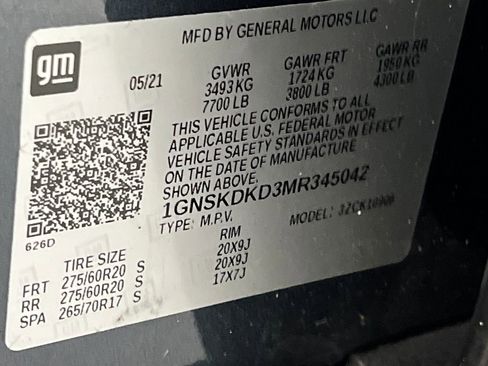 MFD BY GENERAL MOTORS LLC
gm
05/21
GVWR GAWR FRT GAWR RR
3493 KG 1724 KG 1950 KG
7700 LB 3800 LB 4300 LB
THIS VEHICLE CONFORMS TO ALL
APPLICABLE U.S. FEDERAL MOTOR
VEHICLE SAFETY STANDARDS IN EFFECT
ON THE DATE OF MANUFACTURE
SHOWN ABOVE.
1GNSKDKD3MR345042
TYPE: M.P.V. MODEL:
626D
TIRE SIZE RIM
FRT 275/60R20 S 20X9J
RR 275/60R20 S 20X9J
SPA 265/70R17 S 17X7J